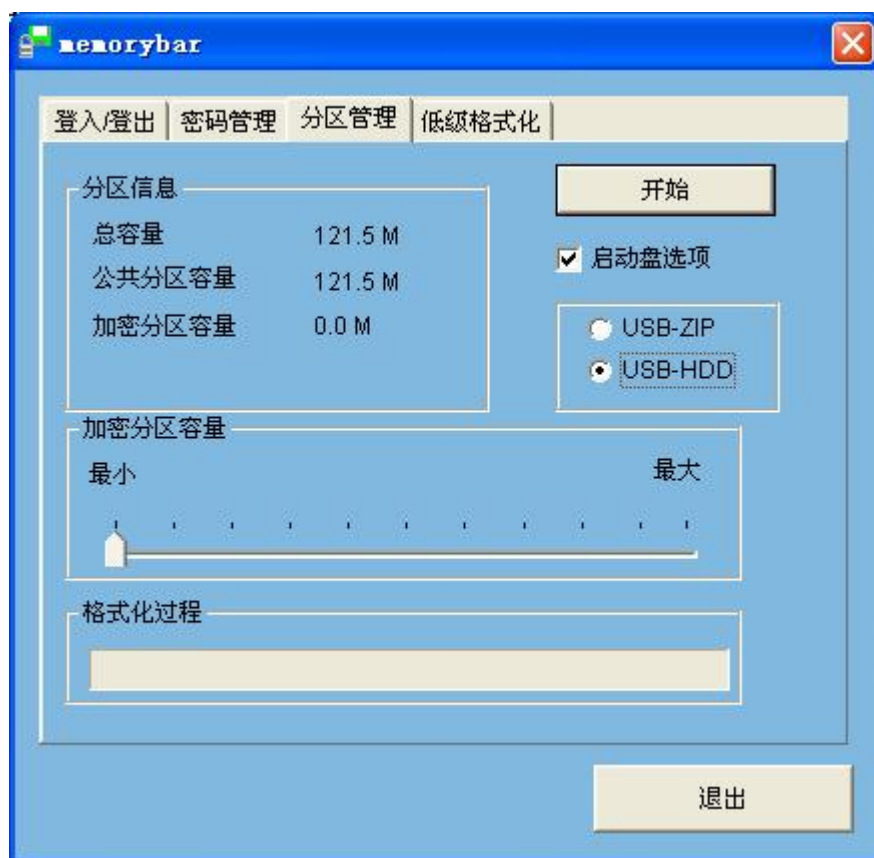 memorybar
登入/登出 密码管理 分区管理 低级格式化
分区信息
总容量 121.5 M
公共分区容量 121.5 M
加密分区容量 0.0 M
开始
启动盘选项
USB-ZIP
USB-HDD
加密分区容量
最小 最大
格式化过程
退出